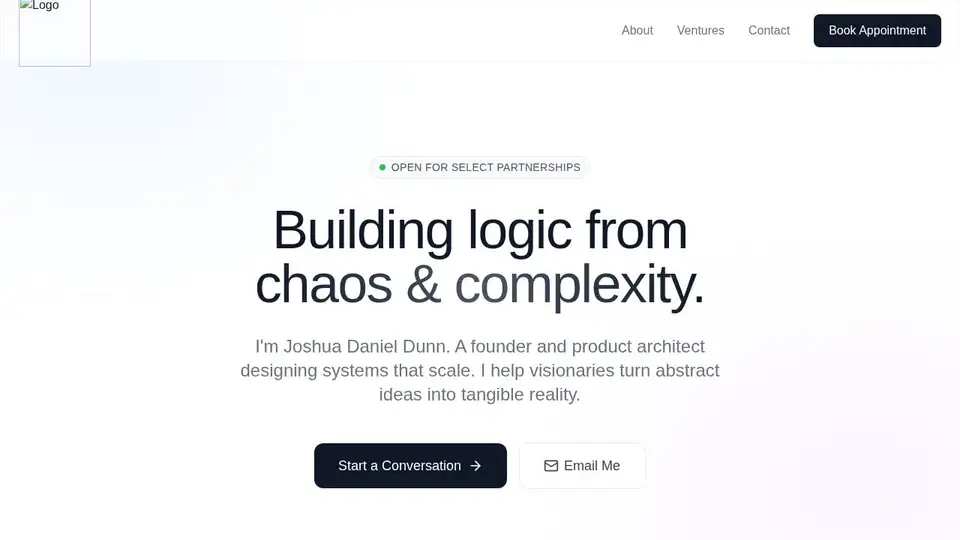 Logo
About
Ventures
Contact
Book Appointment
OPEN FOR SELECT PARTNERSHIPS
Building logic from
chaos & complexity.
I'm Joshua Daniel Dunn. A founder and product architect
designing systems that scale. I help visionaries turn abstract
ideas into tangible reality.
Start a Conversation
Email Me